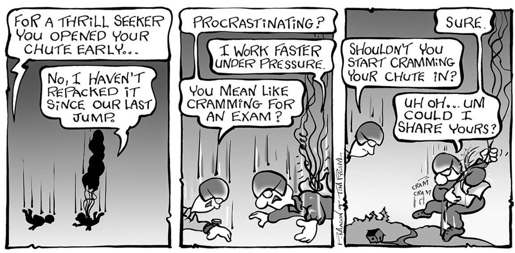 FOR A THRILL SEEKER
YOU OPENED YOUR
CHUTE EARLY...
NO, I HAVEN'T
REPACKED IT
SINCE OUR LAST
JUMP.
PROCRASTINATING?
I WORK FASTER
UNDER PRESSURE.
YOU MEAN LIKE
CRAMMING FOR
AN EXAM?
SURE.
SHOULDN'T YOU
START CRAMMING
YOUR CHUTE IN?
UH OH... UM
COULD I
SHARE YOURS?
CRAM
CRAM